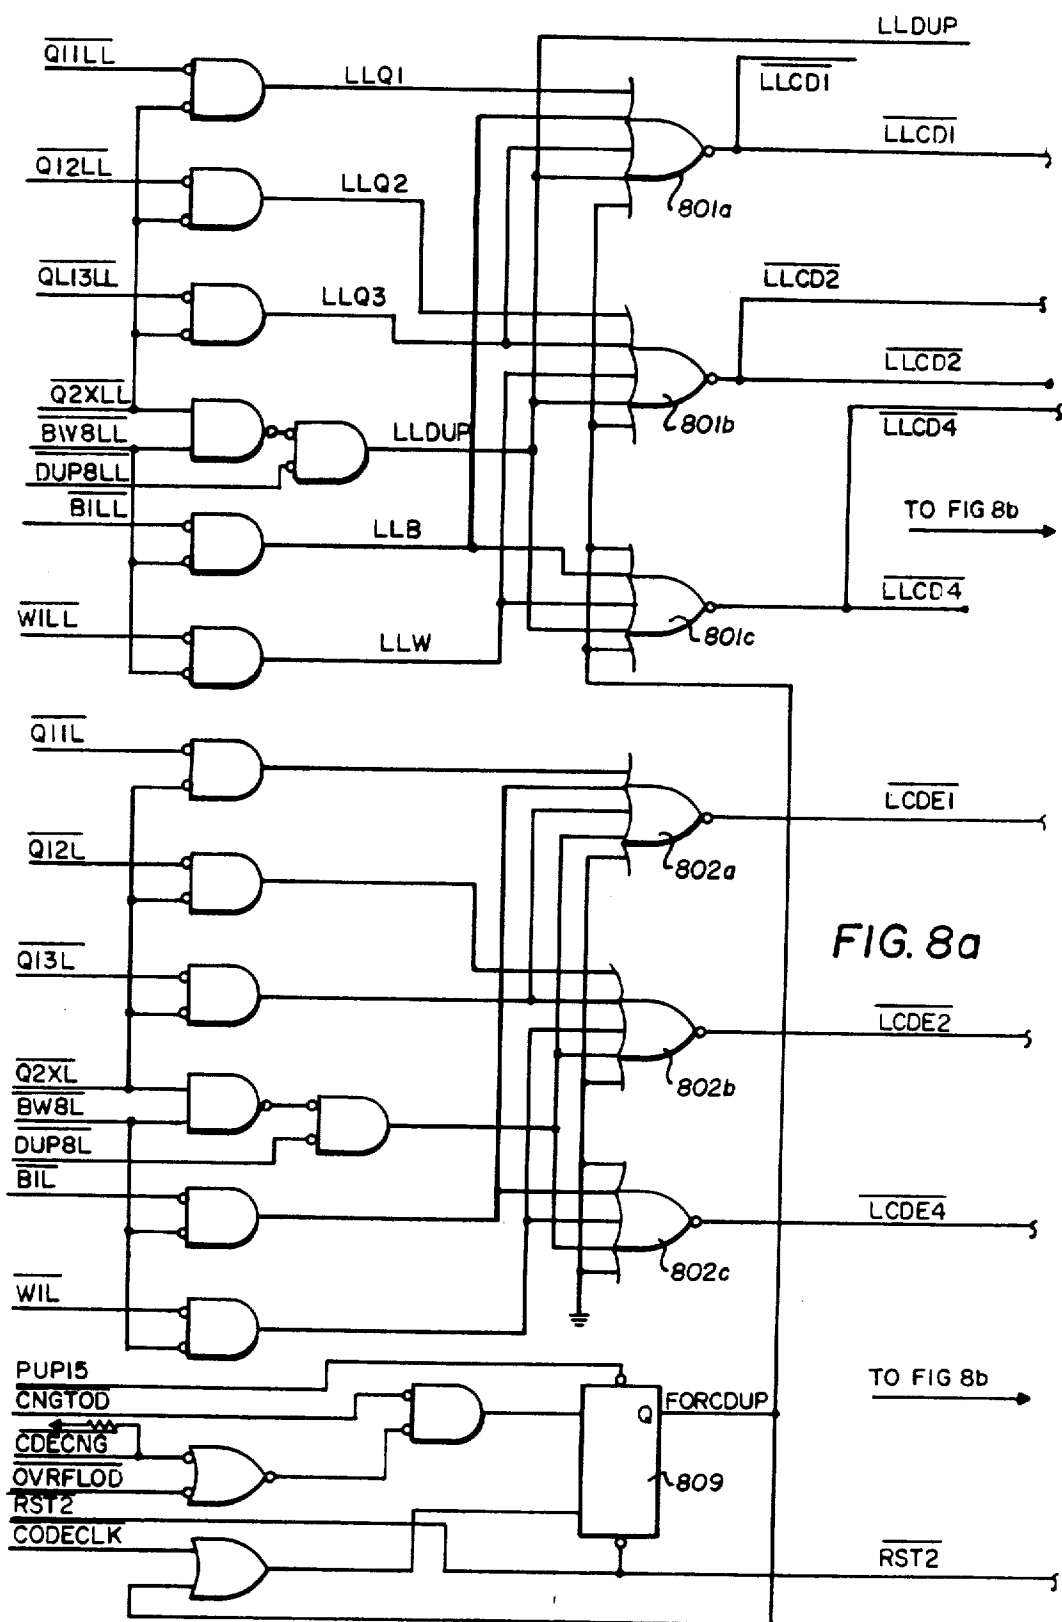 LLDUP
Q11LL
LLQ1
LLCD1
LLCD1
Q12LL
LLQ2
801a
QL13LL
LLQ3
LLCD2
LLCD2
Q2XLL
BW8LL
LLDUP
801b
LLCD4
DUP8LL
B1LL
LLB
TO FIG 8b
LLCD4
W1LL
LLW
801c
Q11L
LCDE1
Q12L
802a
FIG. 8a
Q13L
LCDE2
Q2XL
BW8L
802b
DUP8L
B1L
LCDE4
802c
W1L
PUP15
TO FIG 8b
CNGTOD
Q
FORCDUP
CDECNG
OVRFLOD
809
RST2
CODECLK
RST2